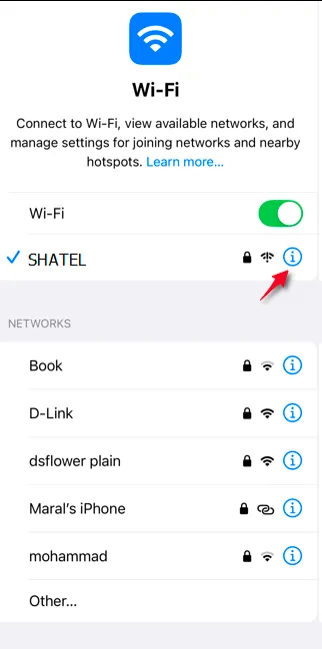 Wi-Fi
Connect to Wi-Fi, view available networks, and
manage settings for joining networks and nearby
hotspots. Learn more...
Wi-Fi
SHATEL
NETWORKS
Book
D-Link
dsflower plain
Maral’s iPhone
mohammad
Other...